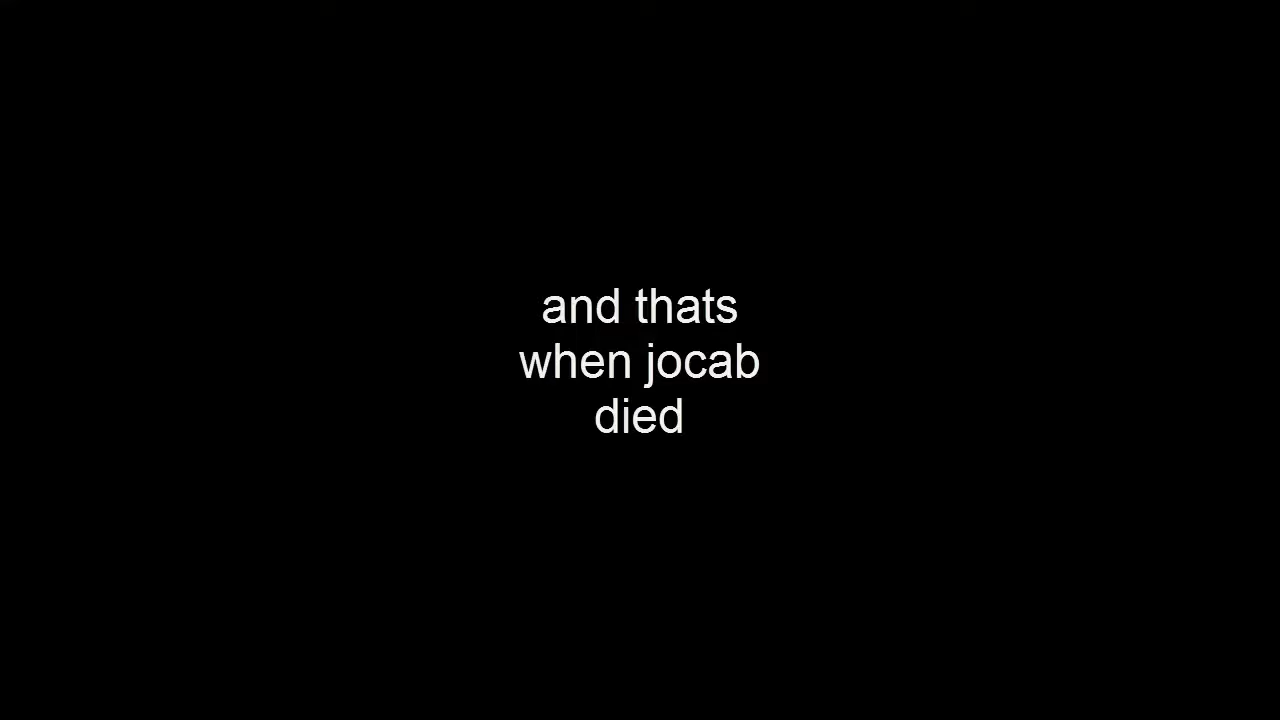 and thats
when jocab
died